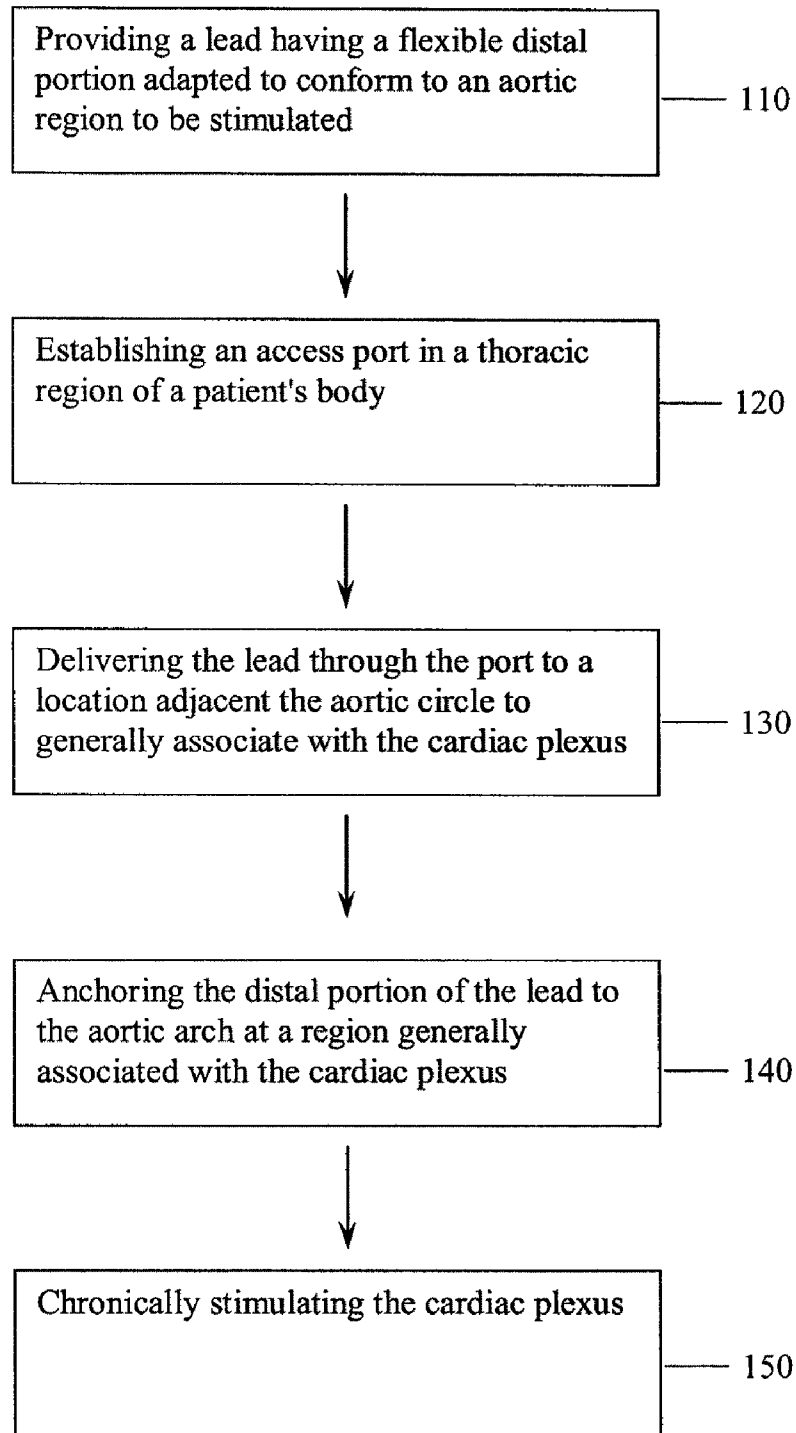 Providing a lead having a flexible distal
portion adapted to conform to an aortic
region to be stimulated
110
Establishing an access port in a thoracic
region of a patient's body
120
Delivering the lead through the port to a
location adjacent the aortic circle to
generally associate with the cardiac plexus
130
Anchoring the distal portion of the lead to
the aortic arch at a region generally
associated with the cardiac plexus
140
Chronically stimulating the cardiac plexus
150